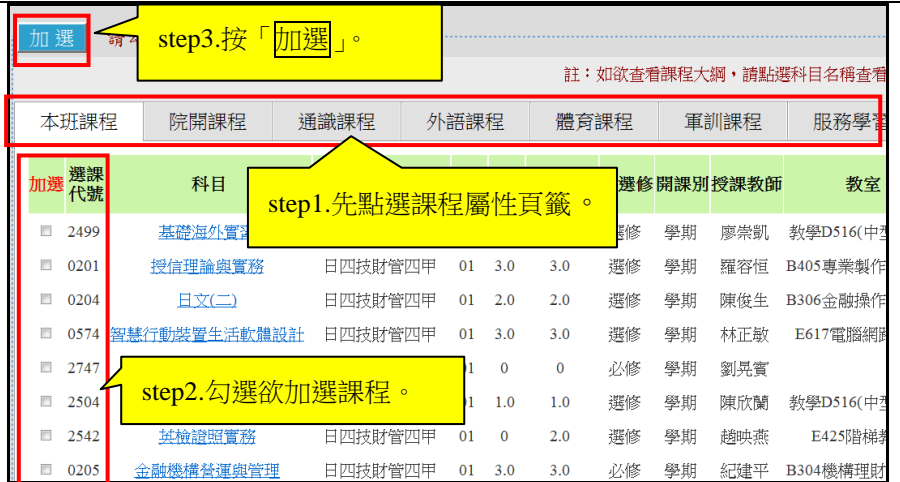 加 選
step3.按「加選」。
註：如欲查看課程大綱，請點選科目名稱查看
本班課程 院開課程 通識課程 外語課程 體育課程 軍訓課程 服務學習
step1.先點選課程屬性頁籤。
加選 選課代號 科目 選修 開課別 授課教師 教室
2499 基礎海外實習 選修 學期 廖崇凱 教學D516(中型
0201 授信理論與實務 日四技財管四甲 01 3.0 3.0 選修 學期 羅容恒 B405專業製作
0204 日文(二) 日四技財管四甲 01 2.0 2.0 選修 學期 陳俊生 B306金融操作
0574 智慧行動裝置生活軟體設計 日四技財管四甲 01 3.0 3.0 選修 學期 林正敏 E617電腦網路
2747 01 0 0 必修 學期 劉晃賓
step2.勾選欲加選課程。
2504 01 1.0 1.0 選修 學期 陳欣蘭 教學D516(中型
2542 英檢證照實務 日四技財管四甲 01 0 2.0 選修 學期 趙映燕 E425階梯教
0205 金融機構營運與管理 日四技財管四甲 01 3.0 3.0 必修 學期 紀建平 B304機構理財